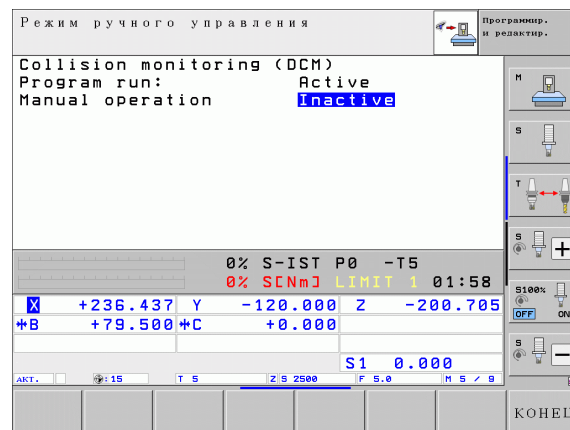 Режим ручного управления
Программир.
и редактир.
Collision monitoring (DCM)
Program run: Active
Manual operation Inactive
M
S
T
S
0% S-IST P0 -T5
0% S[Nm] LIMIT 1 01:58
S100%
OFF ON
S
X +236.437 Y -120.000 Z -200.705
*B +79.500 *C +0.000
S1 0.000
АКТ. : 15 T 5 Z S 2500 F 5.0 M 5 / 9
КОНЕЦ